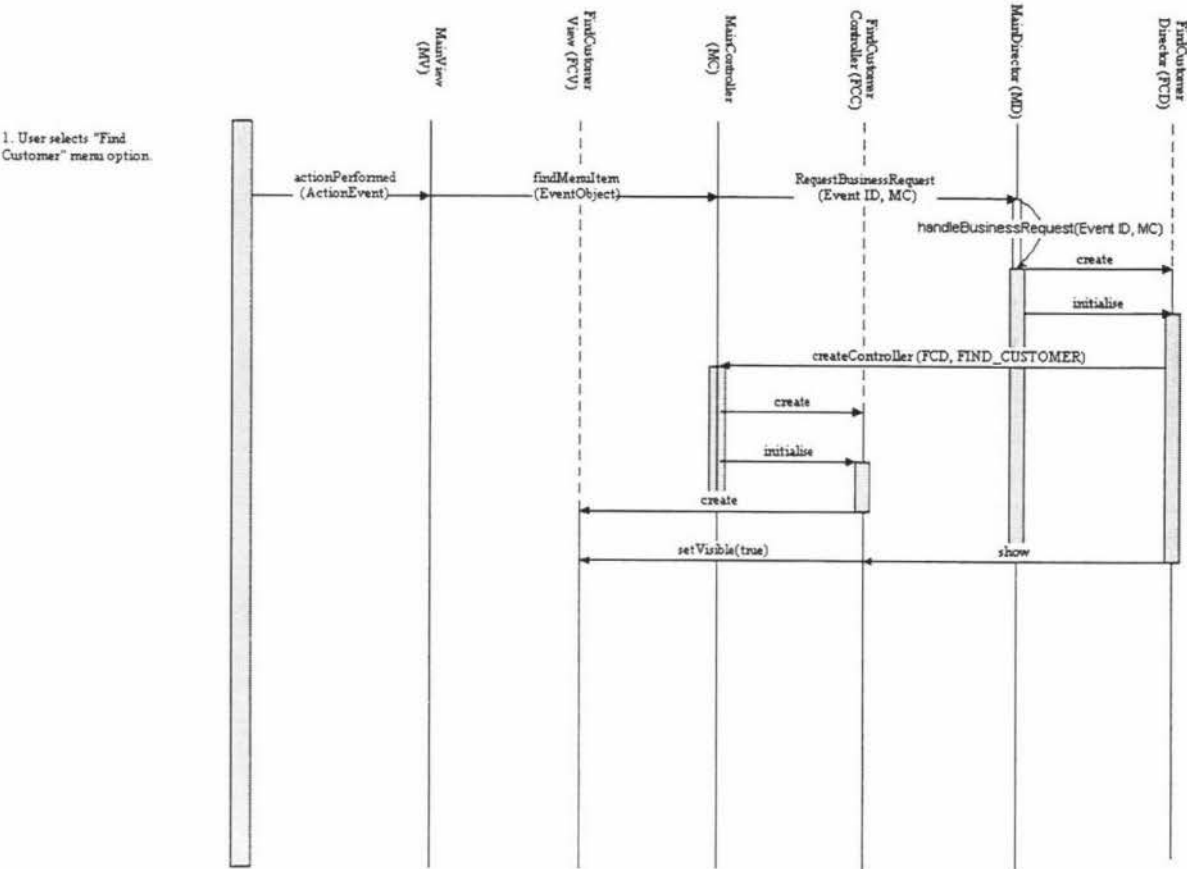 MainView
(MV)
FindCustomer
View (FCV)
MainController
(MC)
FindCustomer
Controller (FCC)
MainDirector (MD)
FindCustomer
Director (FCD)
1. User selects "Find
Customer" menu option.
actionPerformed
(ActionEvent)
findMenuItem
(EventObject)
RequestBusinessRequest
(Event ID, MC)
handleBusinessRequest(Event ID, MC)
create
initialise
createController (FCD, FIND_CUSTOMER)
create
initialise
create
setVisible(true)
show